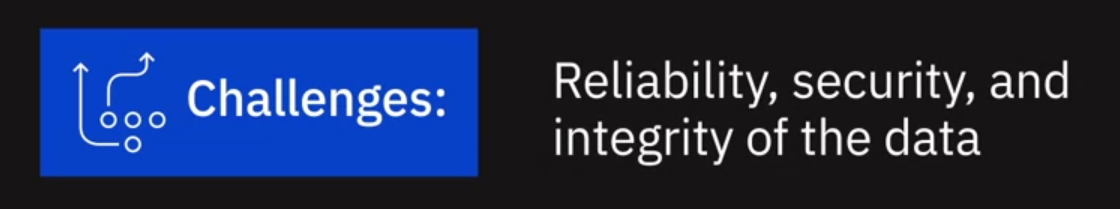 Challenges:
Reliability, security, and
integrity of the data